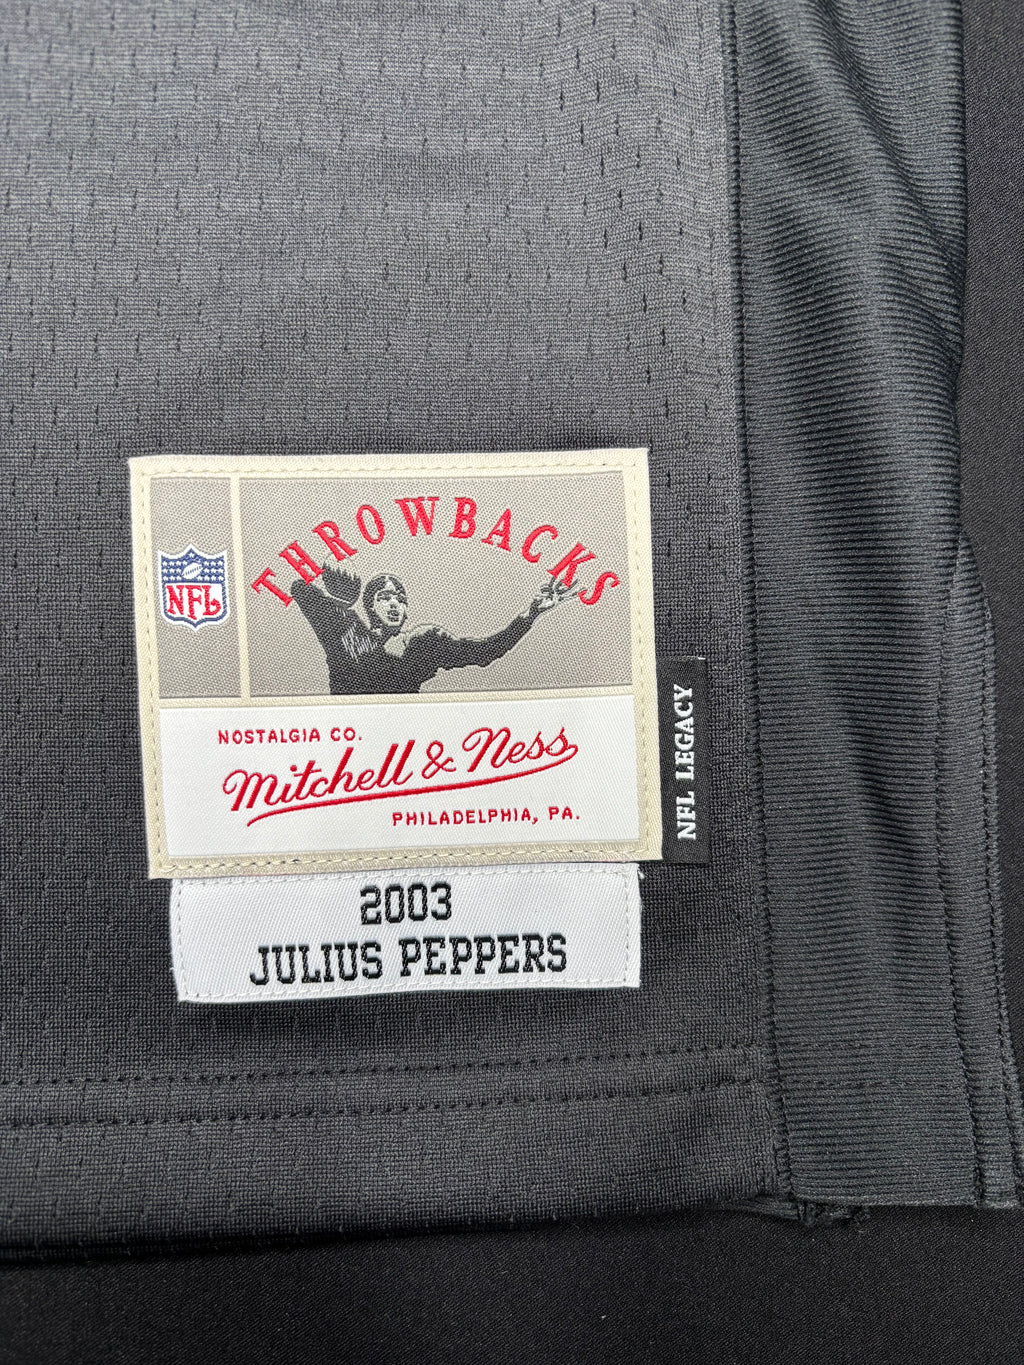 THROWBACKS
NFL
NOSTALGIA CO.
Mitchell & Ness
PHILADELPHIA, PA.
NFL LEGACY
2003
JULIUS PEPPERS